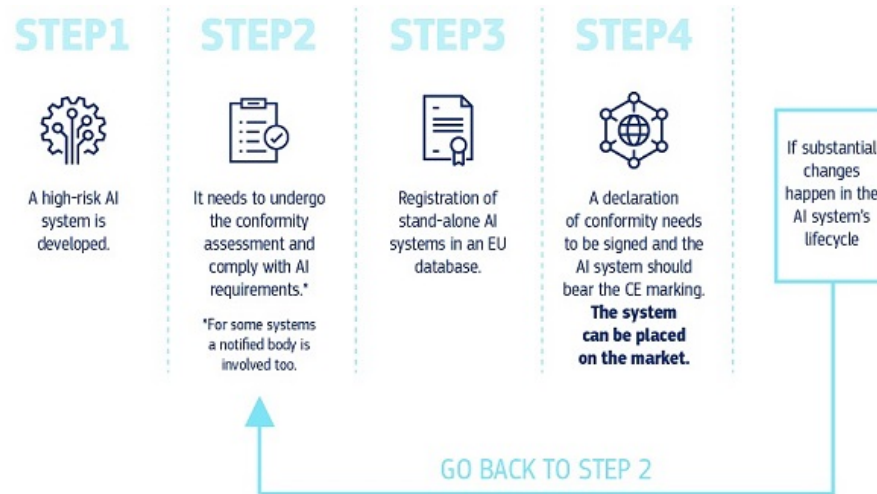 STEP1
A high-risk AI
system is
developed.
STEP2
It needs to undergo
the conformity
assessment and
comply with AI
requirements.*
*For some systems
a notified body is
involved too.
STEP3
Registration of
stand-alone AI
systems in an EU
database.
STEP4
A declaration
of conformity needs
to be signed and the
AI system should
bear the CE marking.
The system
can be placed
on the market.
If substantial
changes
happen in the
AI system's
lifecycle
GO BACK TO STEP 2